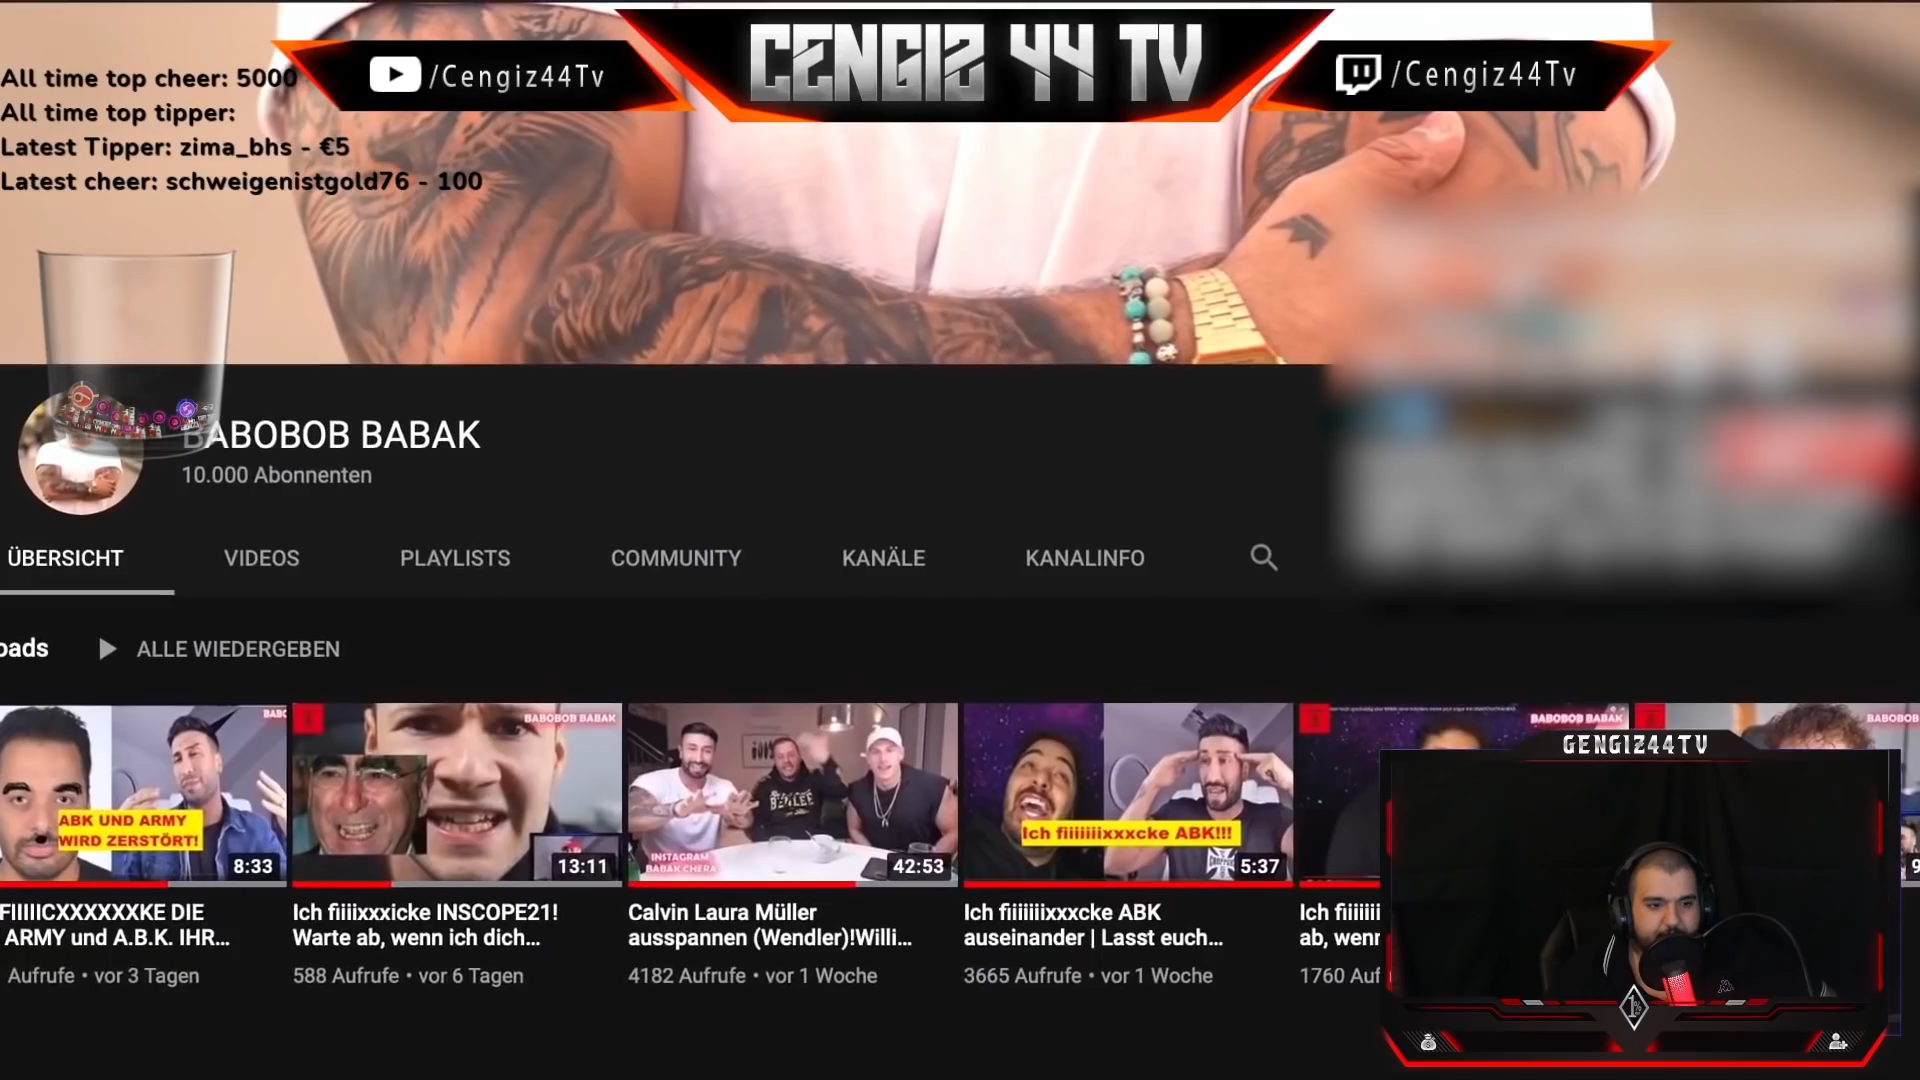 CENGIZ 44 TV
/Cengiz44Tv
/Cengiz44Tv
All time top cheer: 5000
All time top tipper:
Latest Tipper: zima_bhs - €5
Latest cheer: schweigenistgold76 - 100
BABOBOB BABAK
10.000 Abonnenten
ÜBERSICHT VIDEOS PLAYLISTS COMMUNITY KANÄLE KANALINFO
oads
ALLE WIEDERGEBEN
BABO
ABK UND ARMY
WIRD ZERSTÖRT!
8:33
FIIIIICXXXXXXKE DIE
ARMY und A.B.K. IHR...
Aufrufe • vor 3 Tagen
BABOBOB BABAK
13:11
Ich fiiiixxxicke INSCOPE21!
Warte ab, wenn ich dich...
588 Aufrufe • vor 6 Tagen
INSTAGRAM
BABAK CHERA
42:53
Calvin Laura Müller
ausspannen (Wendler)!Willi...
4182 Aufrufe • vor 1 Woche
Ich fiiiiiiixxxcke ABK!!!
5:37
Ich fiiiiiiixxxcke ABK
auseinander | Lasst euch...
3665 Aufrufe • vor 1 Woche
BABOBOB BABAK
Ich fiiiiii
ab, wenn
1760 Auf
BABOBOB
GENGIZ44TV